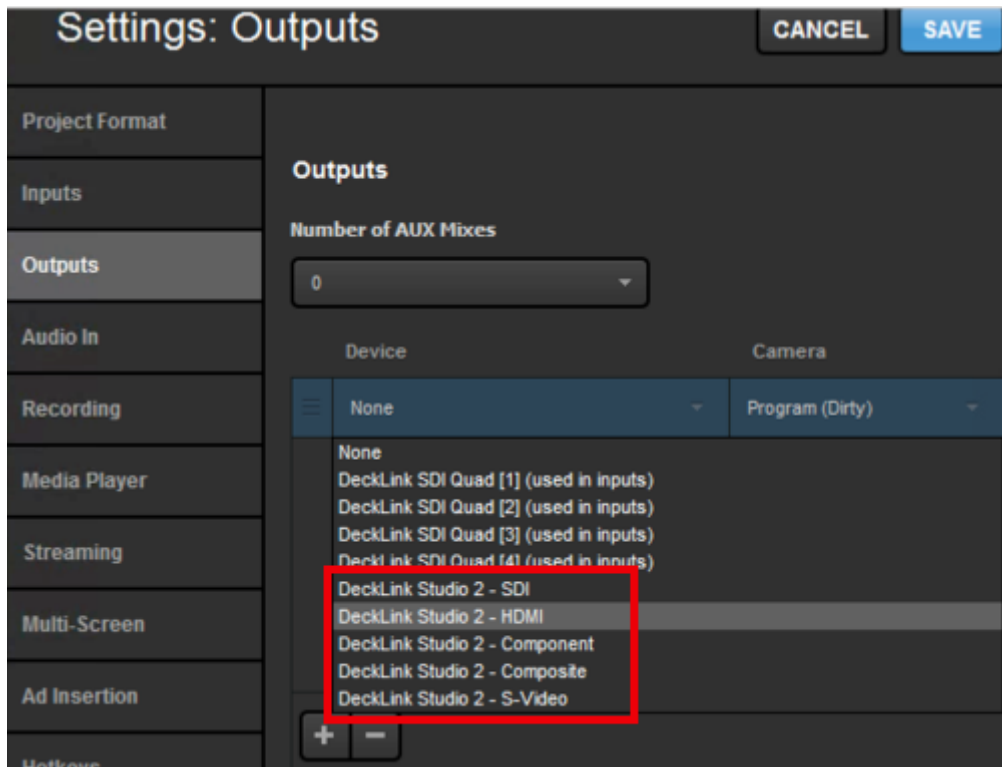 Settings: Outputs
CANCEL
SAVE
Project Format
Inputs
Outputs
Audio In
Recording
Media Player
Streaming
Multi-Screen
Ad Insertion
Hotkeys
Outputs
Number of AUX Mixes
0
Device Camera
None Program (Dirty)
None
DeckLink SDI Quad [1] (used in inputs)
DeckLink SDI Quad [2] (used in inputs)
DeckLink SDI Quad [3] (used in inputs)
DeckLink SDI Quad [4] (used in inputs)
DeckLink Studio 2 - SDI
DeckLink Studio 2 - HDMI
DeckLink Studio 2 - Component
DeckLink Studio 2 - Composite
DeckLink Studio 2 - S-Video